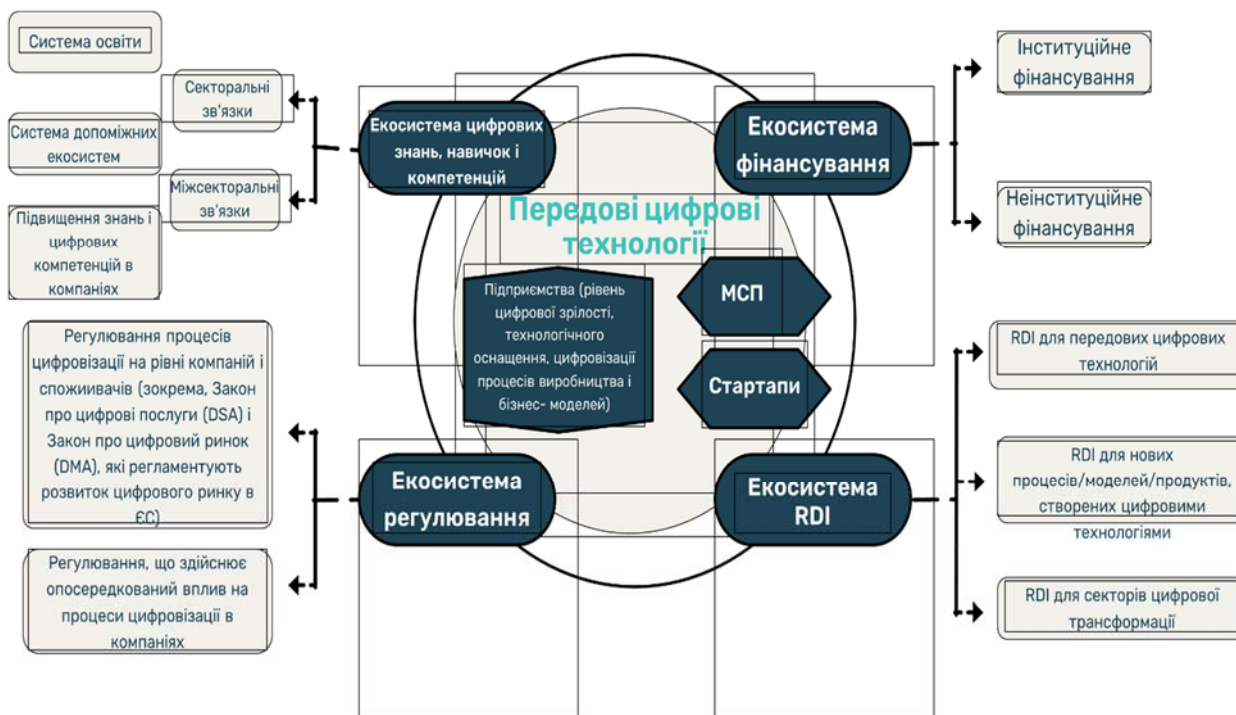 Система освіти
Секторальні
зв'язки
Система допоміжних
екосистем
Міжсекторальні
зв'язки
Підвищення знань і
цифрових
компетенцій в
компаніях
Екосистема цифрових
знань, навичок і
компетенцій
Екосистема
фінансування
Інституційне
фінансування
Неінституційне
фінансування
Передові цифрові
технології
Підприємства (рівень
цифрової зрілості,
технологічного
оснащення, цифровізації
процесів виробництва і
бізнес- моделей)
МСП
Стартапи
Регулювання процесів
цифровізації на рівні компаній і
спожиивачів (зокрема, Закон
про цифрові послуги (DSA) і
Закон про цифровий ринок
(DMA), які регламентують
розвиток цифрового ринку в
ЄС)
Регулювання, що здійснює
опосередкований вплив на
процеси цифровізації в
компаніях
Екосистема
регулювання
Екосистема
RDI
RDI для передових цифрових
технологій
RDI для нових
процесів/моделей/продуктів,
створених цифровими
технологіями
RDI для секторів цифрової
трансформації